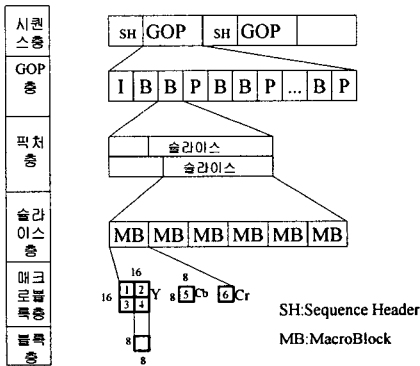 시퀀스층
SH GOP SH GOP
GOP층
I B B P B B P ... B P
픽처층
슬라이스
슬라이스
슬라이스층
MB MB MB MB MB MB
매크로블록층
16
16
1 2
3 4
Y
8
8
5
Cb
6
Cr
SH:Sequence Header
MB:MacroBlock
블록층
8
8